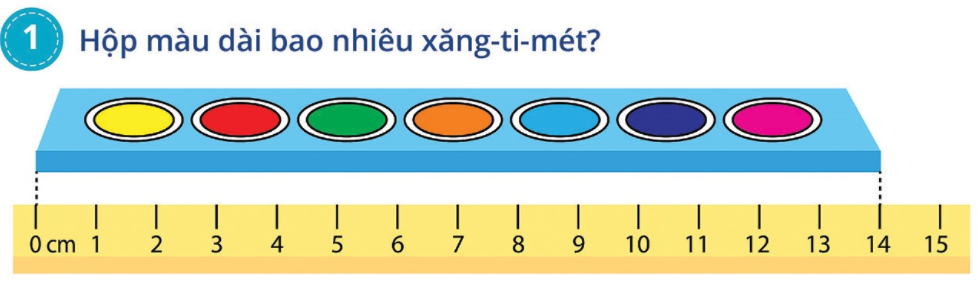 1 Hộp màu dài bao nhiêu xăng-ti-mét?
0 cm 1 2 3 4 5 6 7 8 9 10 11 12 13 14 15